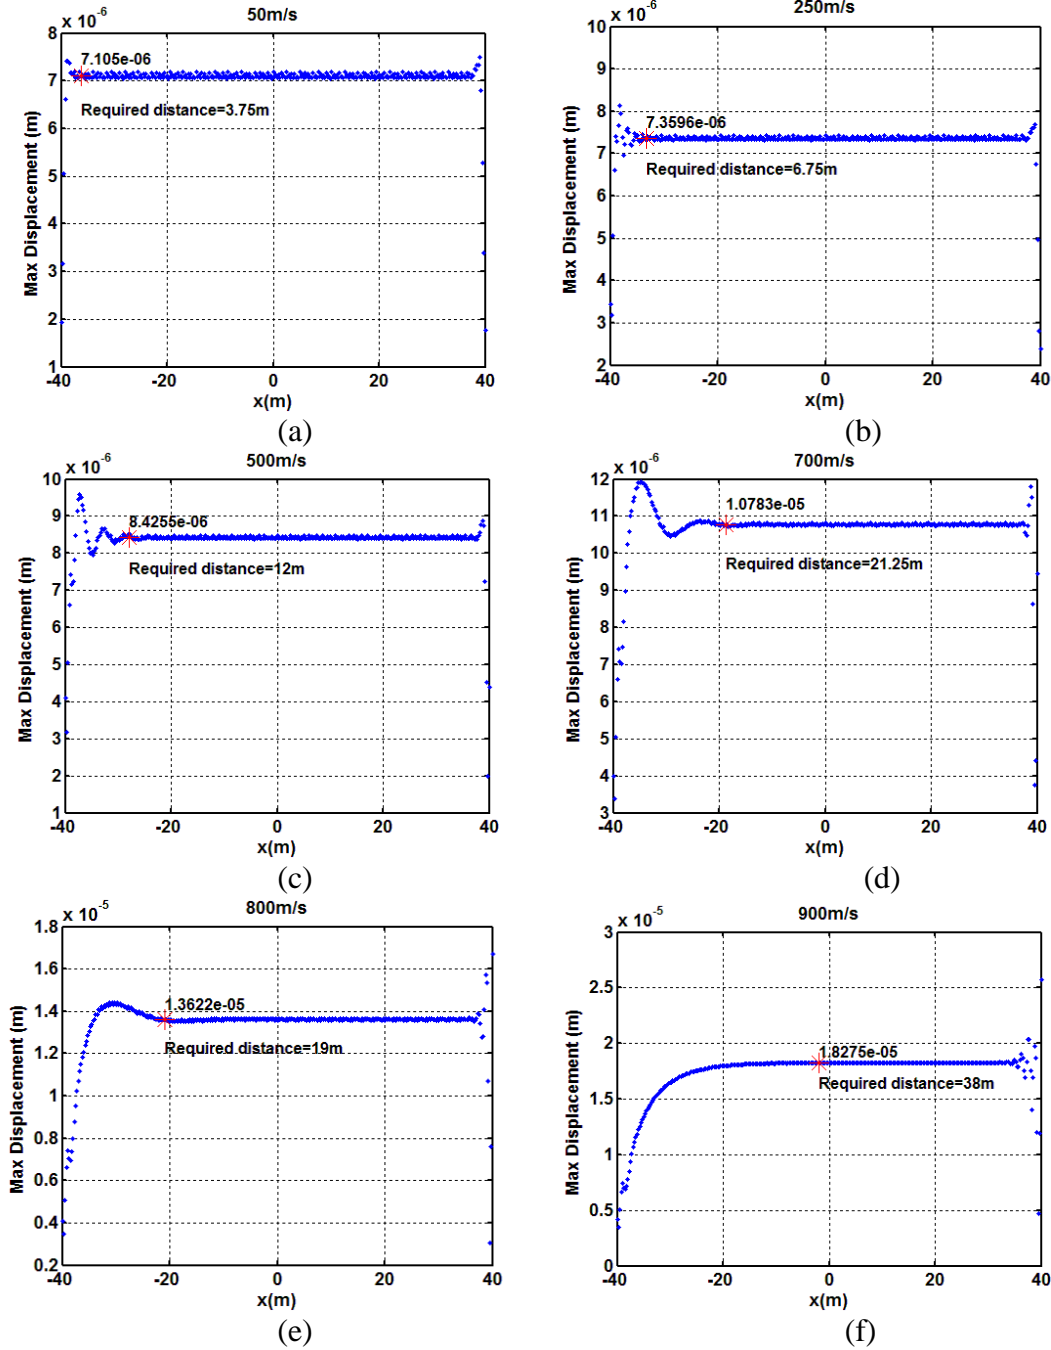 50m/s
x 10-6
8
7
6
5
4
3
2
1
7.105e-06
Required distance=3.75m
Max Displacement (m)
-40 -20 0 20 40
x(m)
(a)
250m/s
x 10-6
10
9
8
7
6
5
4
3
2
7.3596e-06
Required distance=6.75m
Max Displacement (m)
-40 -20 0 20 40
x(m)
(b)
500m/s
x 10-6
10
9
8
7
6
5
4
3
2
1
8.4255e-06
Required distance=12m
Max Displacement (m)
-40 -20 0 20 40
x(m)
(c)
700m/s
x 10-6
12
11
10
9
8
7
6
5
4
3
1.0783e-05
Required distance=21.25m
Max Displacement (m)
-40 -20 0 20 40
x(m)
(d)
800m/s
x 10-5
1.8
1.6
1.4
1.2
1
0.8
0.6
0.4
0.2
1.3622e-05
Required distance=19m
Max Displacement (m)
-40 -20 0 20 40
x(m)
(e)
900m/s
x 10-5
3
2.5
2
1.5
1
0.5
0
1.8275e-05
Required distance=38m
Max Displacement (m)
-40 -20 0 20 40
x(m)
(f)